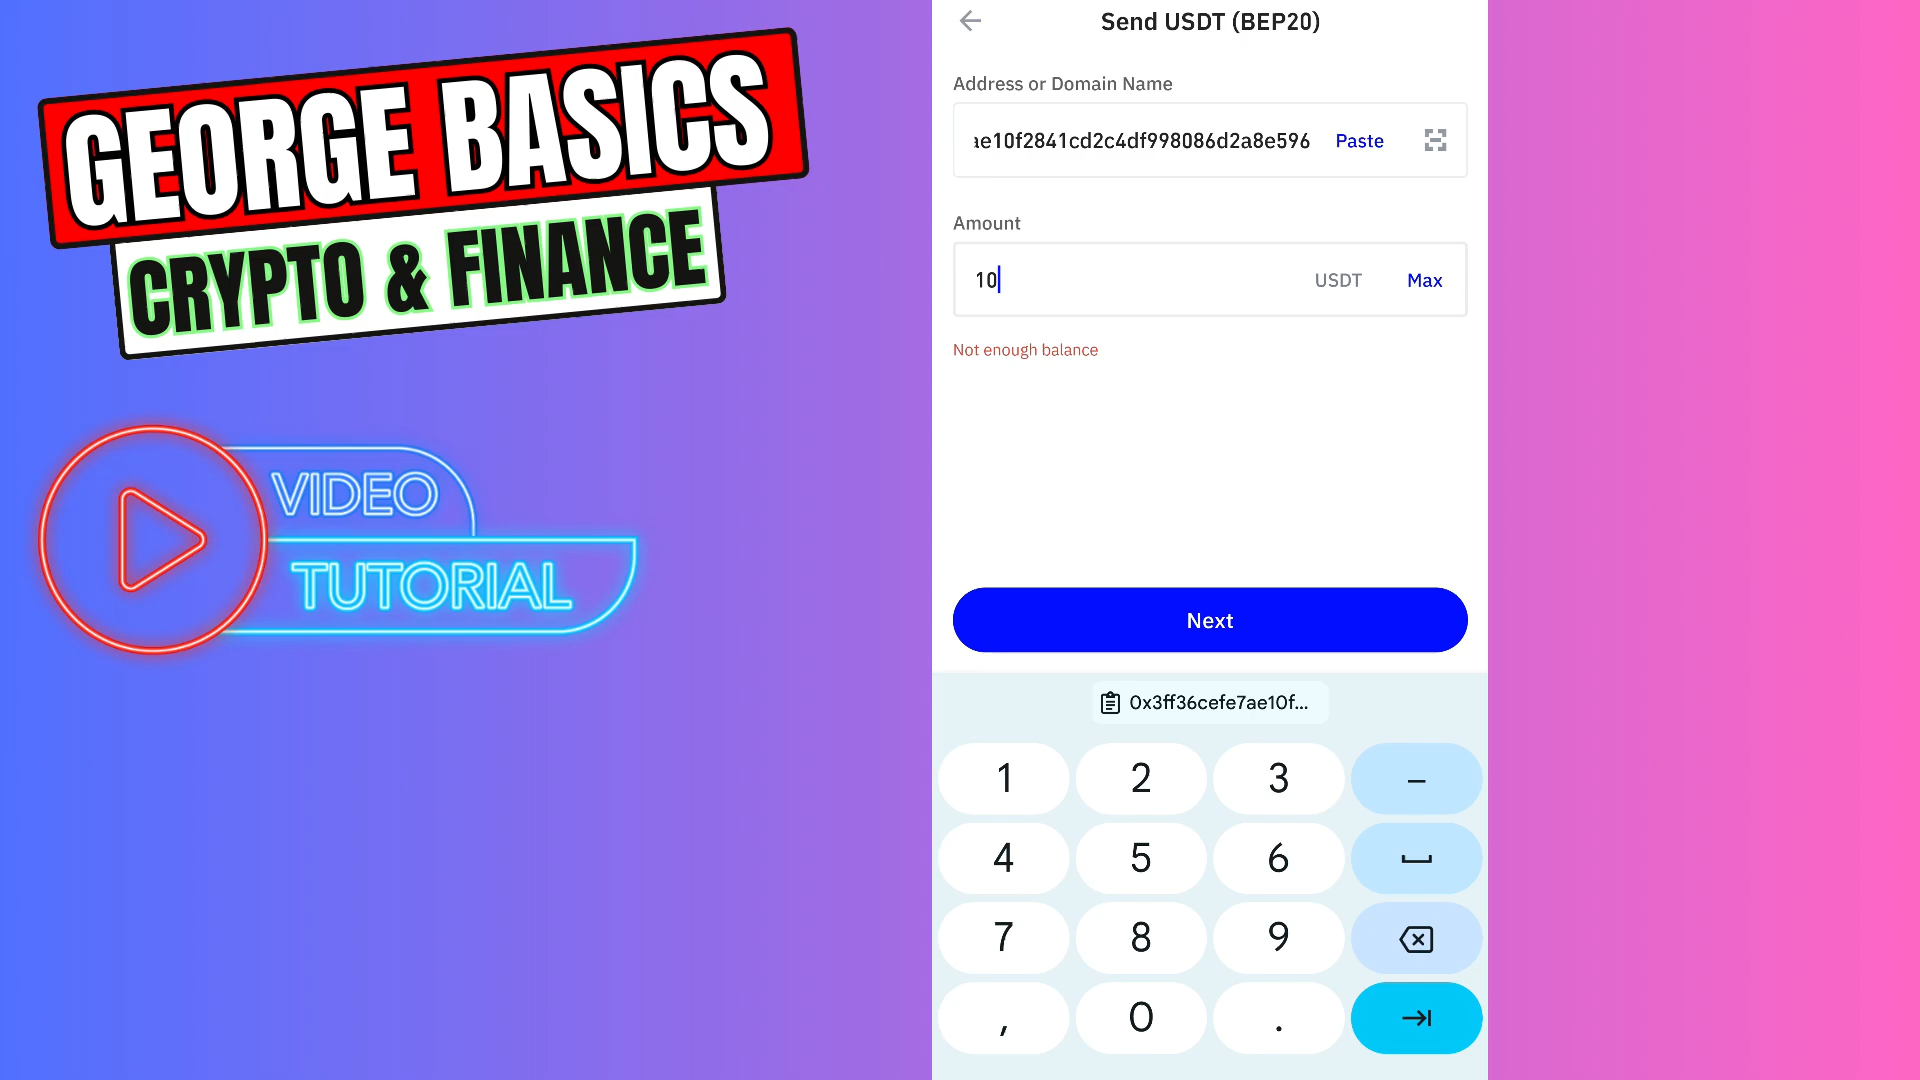 GEORGE BASICS
CRYPTO & FINANCE
VIDEO
TUTORIAL
Send USDT (BEP20)
Address or Domain Name
ae10f2841cd2c4df998086d2a8e596 Paste
Amount
10 USDT Max
Not enough balance
Next
0x3ff36cefe7ae10f...
1 2 3 –
4 5 6
7 8 9
, 0 .